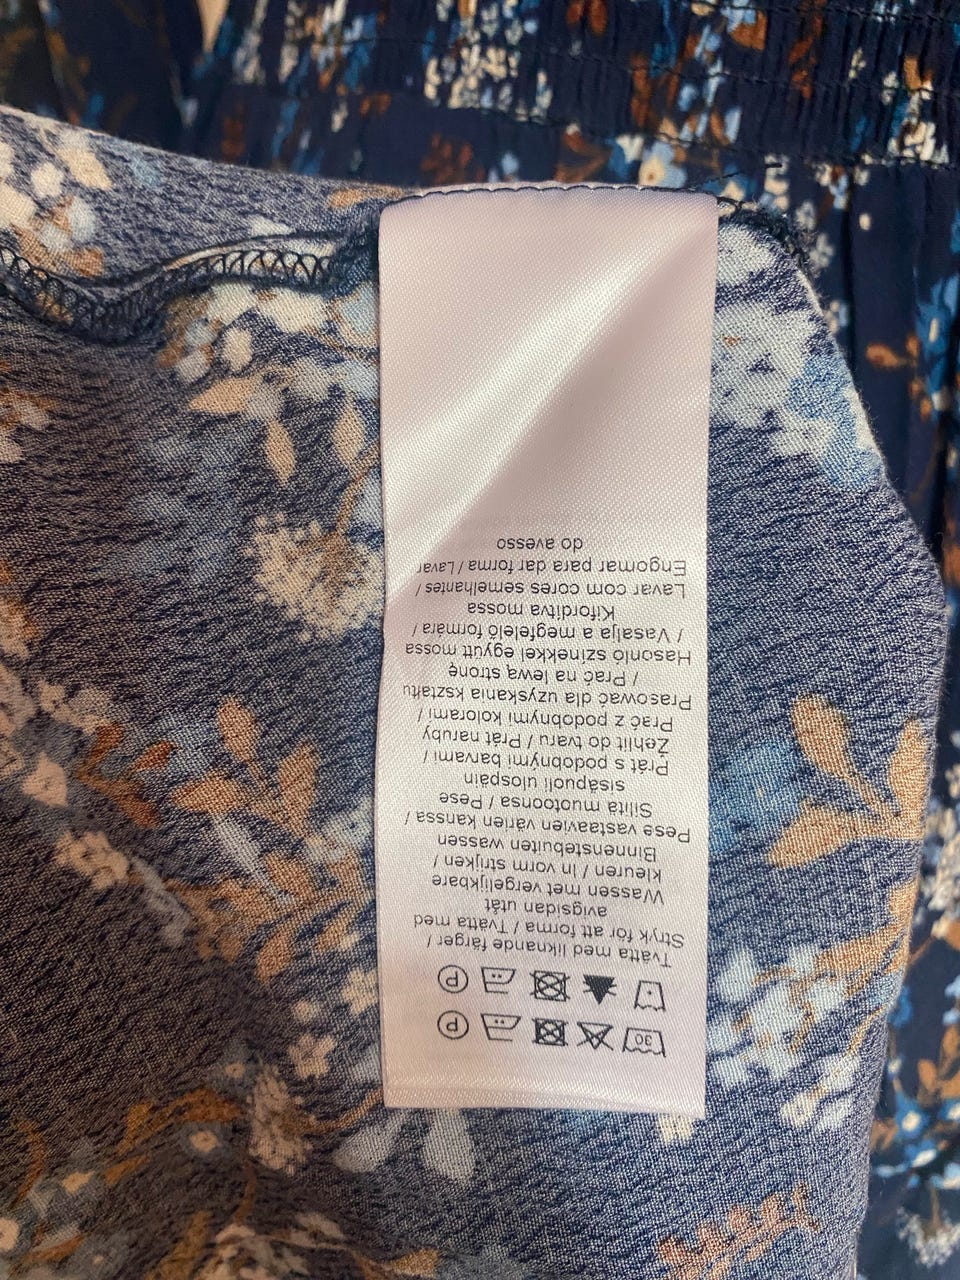 30
P
P
Tvätta med liknande färger /
Stryk för att forma / Tvätta med
avigsidan utåt
Wassen met vergelijkbare
kleuren / In vorm strijken /
Binnenstebuiten wassen
Pese vastaavien värien kanssa /
Silitä muotoonsa / Pese
sisäpuoli ulospäin
Prát s podobnými barvami /
Žehlit do tvaru / Prát naruby
Prać z podobnymi kolorami /
Prasować dla uzyskania kształtu
/ Prać na lewą stronę
Hasonló színekkel együtt mossa
/ Vasalja a megfelelő formára /
Kifordítva mossa
Lavar com cores semelhantes /
Engomar para dar forma / Lavar
do avesso